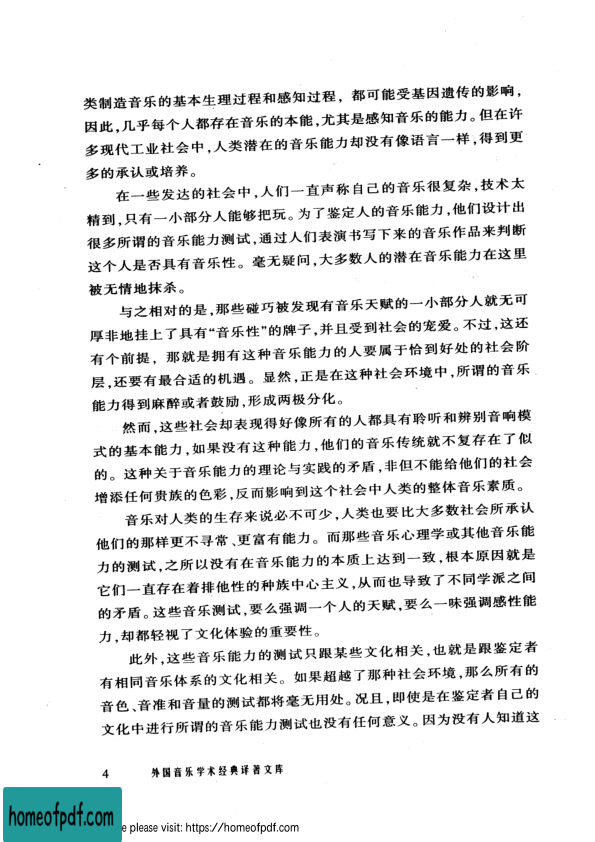 类制造音乐的基本生理过程和感知过程，都可能受基因遗传的影响，
因此，几乎每个人都存在音乐的本能，尤其是感知音乐的能力。但在许
多现代工业社会中，人类潜在的音乐能力却没有像语言一样，得到更
多的承认或培养。
在一些发达的社会中，人们一直声称自己的音乐很复杂，技术太
精到，只有一小部分人能够把玩。为了鉴定人的音乐能力，他们设计出
很多所谓的音乐能力测试，通过人们表演书写下来的音乐作品来判断
这个人是否具有音乐性。毫无疑问，大多数人的潜在音乐能力在这里
被无情地抹杀。
与之相对的是，那些碰巧被发现有音乐天赋的一小部分人就无可
厚非地挂上了具有“音乐性”的牌子，并且受到社会的宠爱。不过，这还
有个前提，那就是拥有这种音乐能力的人要属于恰到好处的社会阶
层，还要有最合适的机遇。显然，正是在这种社会环境中，所谓的音乐
能力得到麻醉或者鼓励，形成两极分化。
然而，这些社会却表现得好像所有的人都具有聆听和辨别音响模
式的基本能力，如果没有这种能力，他们的音乐传统就不复存在了似
的。这种关于音乐能力的理论与实践的矛盾，非但不能给他们的社会
增添任何贵族的色彩，反而影响到这个社会中人类的整体音乐素质。
音乐对人类的生存来说必不可少，人类也要比大多数社会所承认
他们的那样更不寻常、更富有能力。而那些音乐心理学或其他音乐能
力的测试，之所以没有在音乐能力的本质上达到一致，根本原因就是
它们一直存在着排他性的种族中心主义，从而也导致了不同学派之间
的矛盾。这些音乐测试，要么强调一个人的天赋，要么一味强调感性能
力，却都轻视了文化体验的重要性。
此外，这些音乐能力的测试只跟某些文化相关，也就是跟鉴定者
有相同音乐体系的文化相关。如果超越了那种社会环境，那么所有的
音色、音准和音量的测试都将毫无用处。况且，即使是在鉴定者自己的
文化中进行所谓的音乐能力测试也没有任何意义。因为没有人知道这
4 外国音乐学术经典译著文库
homeofpdf.com
e please visit: https://homeofpdf.com